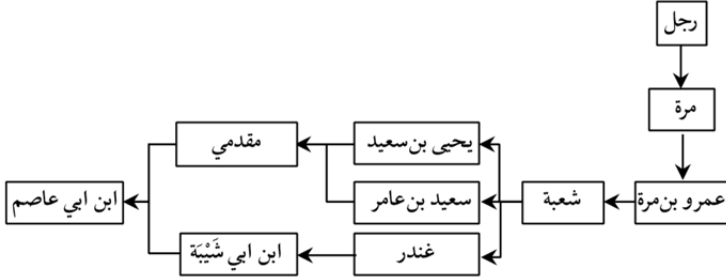 رجل
مرة
عمرو بن مرة
شعبة
يحيى بن سعيد
سعيد بن عامر
غندر
مقدمي
ابن ابي شَيْبَة
ابن ابي عاصم